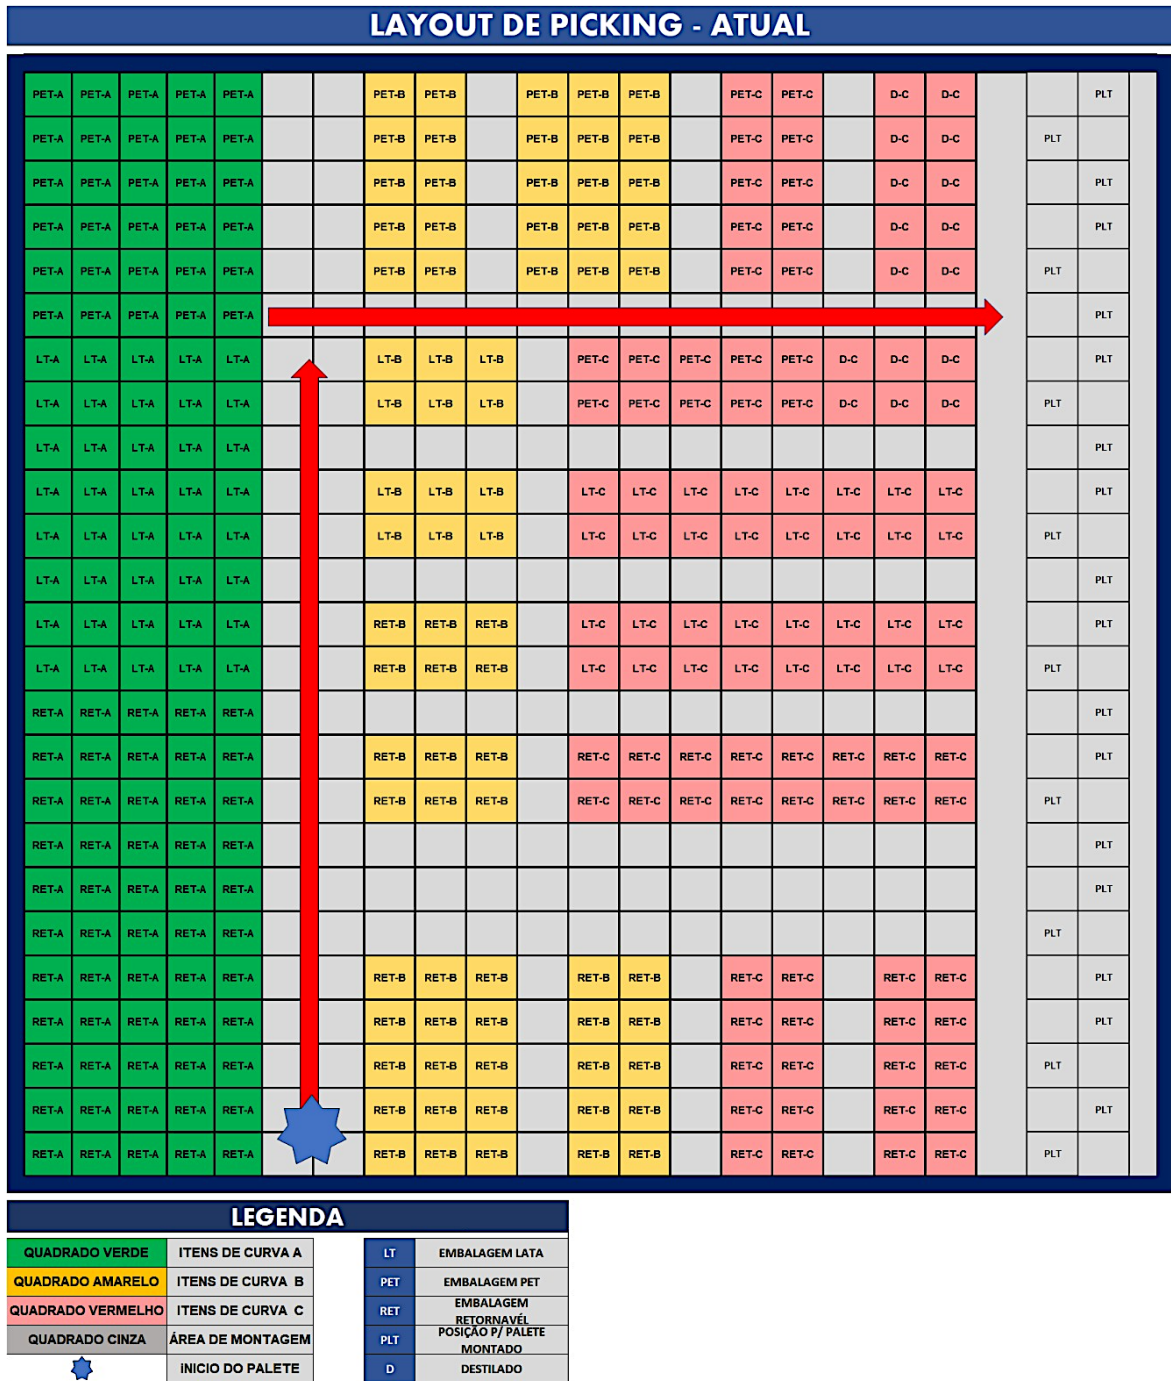 LAYOUT DE PICKING - ATUAL
PET-A PET-A PET-A PET-A PET-A PET-B PET-B PET-B PET-B PET-B PET-C PET-C D-C D-C PLT
PET-A PET-A PET-A PET-A PET-A PET-B PET-B PET-B PET-B PET-B PET-C PET-C D-C D-C PLT
PET-A PET-A PET-A PET-A PET-A PET-B PET-B PET-B PET-B PET-B PET-C PET-C D-C D-C PLT
PET-A PET-A PET-A PET-A PET-A PET-B PET-B PET-B PET-B PET-B PET-C PET-C D-C D-C PLT
PET-A PET-A PET-A PET-A PET-A PET-B PET-B PET-B PET-B PET-B PET-C PET-C D-C D-C PLT
PET-A PET-A PET-A PET-A PET-A PLT
LT-A LT-A LT-A LT-A LT-A LT-B LT-B LT-B PET-C PET-C PET-C PET-C PET-C D-C D-C D-C PLT
LT-A LT-A LT-A LT-A LT-A LT-B LT-B LT-B PET-C PET-C PET-C PET-C PET-C D-C D-C D-C PLT
LT-A LT-A LT-A LT-A LT-A PLT
LT-A LT-A LT-A LT-A LT-A LT-B LT-B LT-B LT-C LT-C LT-C LT-C LT-C LT-C LT-C LT-C PLT
LT-A LT-A LT-A LT-A LT-A LT-B LT-B LT-B LT-C LT-C LT-C LT-C LT-C LT-C LT-C LT-C PLT
LT-A LT-A LT-A LT-A LT-A PLT
LT-A LT-A LT-A LT-A LT-A RET-B RET-B RET-B LT-C LT-C LT-C LT-C LT-C LT-C LT-C LT-C PLT
LT-A LT-A LT-A LT-A LT-A RET-B RET-B RET-B LT-C LT-C LT-C LT-C LT-C LT-C LT-C LT-C PLT
RET-A RET-A RET-A RET-A RET-A PLT
RET-A RET-A RET-A RET-A RET-A RET-B RET-B RET-B RET-C RET-C RET-C RET-C RET-C RET-C RET-C RET-C PLT
RET-A RET-A RET-A RET-A RET-A RET-B RET-B RET-B RET-C RET-C RET-C RET-C RET-C RET-C RET-C RET-C PLT
RET-A RET-A RET-A RET-A RET-A PLT
RET-A RET-A RET-A RET-A RET-A PLT
RET-A RET-A RET-A RET-A RET-A PLT
RET-A RET-A RET-A RET-A RET-A RET-B RET-B RET-B RET-B RET-B RET-C RET-C RET-C RET-C PLT
RET-A RET-A RET-A RET-A RET-A RET-B RET-B RET-B RET-B RET-B RET-C RET-C RET-C RET-C PLT
RET-A RET-A RET-A RET-A RET-A RET-B RET-B RET-B RET-B RET-B RET-C RET-C RET-C RET-C PLT
RET-A RET-A RET-A RET-A RET-A RET-B RET-B RET-B RET-B RET-B RET-C RET-C RET-C RET-C PLT
RET-A RET-A RET-A RET-A RET-A RET-B RET-B RET-B RET-B RET-B RET-C RET-C RET-C RET-C PLT
LEGENDA
QUADRADO VERDE ITENS DE CURVA A
QUADRADO AMARELO ITENS DE CURVA B
QUADRADO VERMELHO ITENS DE CURVA C
QUADRADO CINZA ÁREA DE MONTAGEM
INICIO DO PALETE
LT EMBALAGEM LATA
PET EMBALAGEM PET
RET EMBALAGEM
RETORNAVÉL
PLT POSIÇÃO P/ PALETE
MONTADO
D DESTILADO